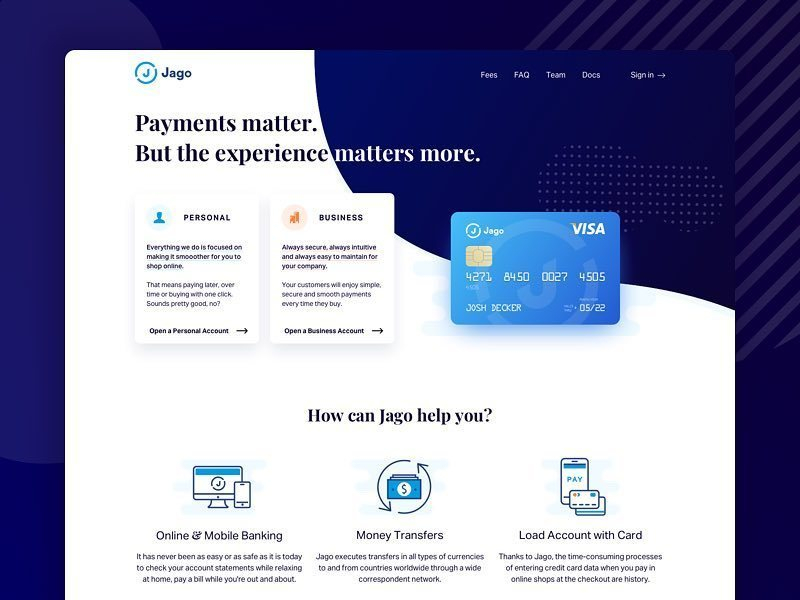 Jago
Fees FAQ Team Docs Sign in
Payments matter.
But the experience matters more.
PERSONAL
Everything we do is focused on
making it smoother for you to
shop online.
That means paying later, over
time or buying with one click.
Sounds pretty good, no?
Open a Personal Account
BUSINESS
Always secure, always intuitive
and always easy to maintain for
your company.
Your customers will enjoy simple,
secure and smooth payments
every time they buy.
Open a Business Account
Jago VISA
4271 8450 0027 4505
4505
JOSH DECKER 05/22
How can Jago help you?
Online & Mobile Banking
It has never been as easy or as safe as it is today
to check your account statements while relaxing
at home, pay a bill while you're out and about.
$
Money Transfers
Jago executes transfers in all types of currencies
to and from countries worldwide through a wide
correspondent network.
PAY
Load Account with Card
Thanks to Jago, the time-consuming processes
of entering credit card data when you pay in
online shops at the checkout are history.